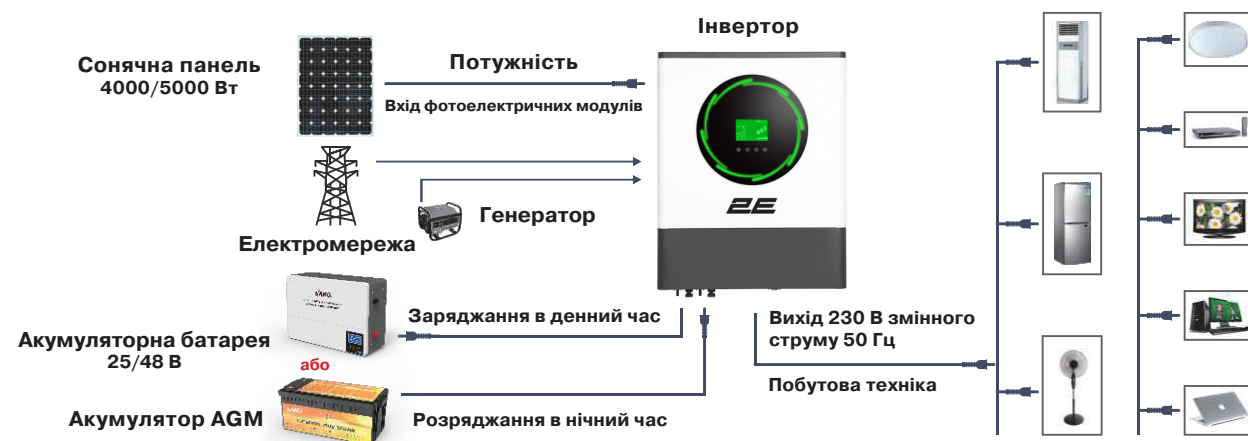 Інвертор
Сонячна панель
4000/5000 Вт
Потужність
Вхід фотоелектричних модулів
2E
Генератор
Електромережа
Заряджання в денний час
Акумуляторна батарея
25/48 В
або
Акумулятор AGM
Розряджання в нічний час
Вихід 230 В змінного
струму 50 Гц
Побутова техніка